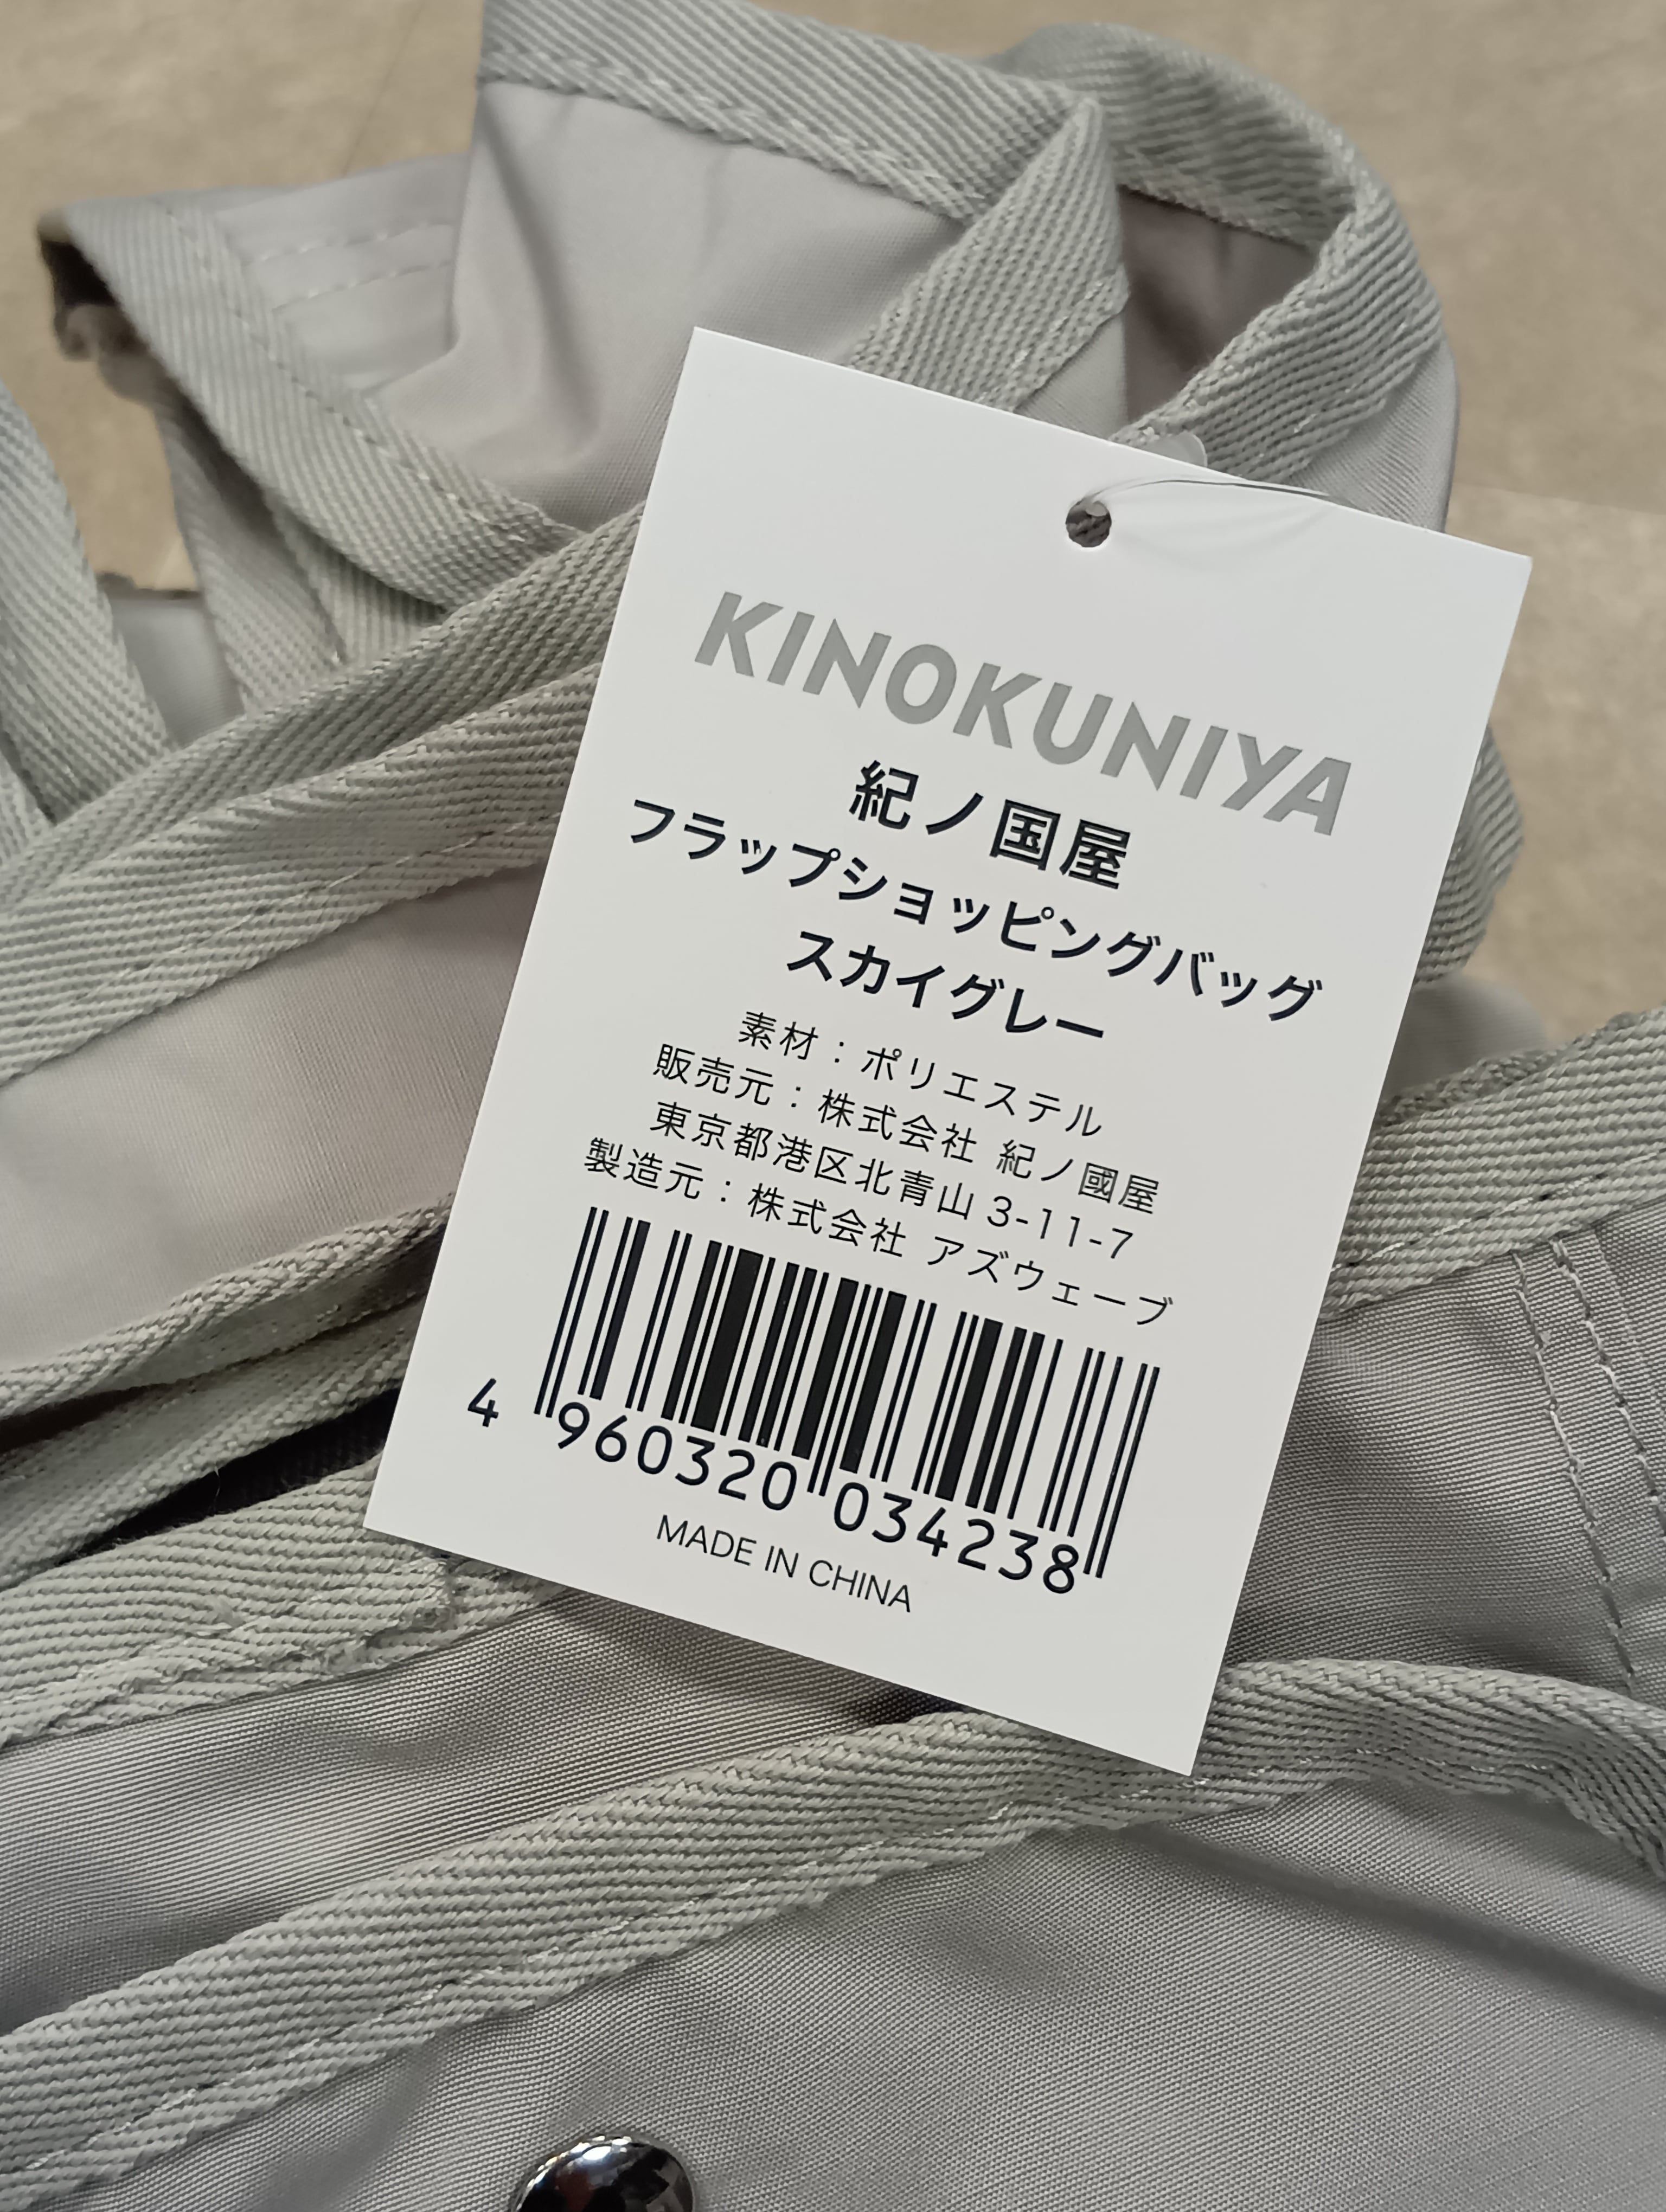 KINOKUNIYA
紀ノ国屋
フラップショッピングバッグ
スカイグレー
素材：ポリエステル
販売元：株式会社 紀ノ國屋
東京都港区北青山 3-11-7
製造元：株式会社 アズウェーブ
4 960320 034238
MADE IN CHINA